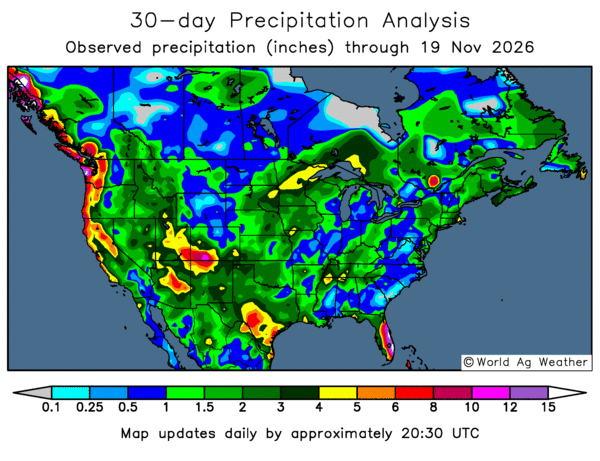 30-day Precipitation Analysis
Observed precipitation (inches) through 19 Nov 2026
© World Ag Weather
0.1 0.25 0.5 1 1.5 2 3 4 5 6 8 10 12 15
Map updates daily by approximately 20:30 UTC